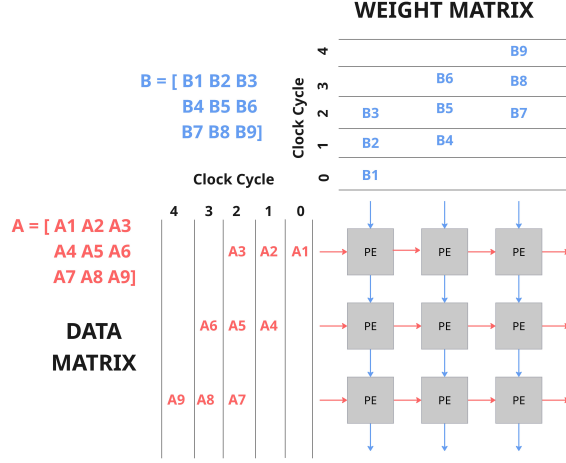 WEIGHT MATRIX
4 B9
B = [ B1 B2 B3
B4 B5 B6
B7 B8 B9]
Clock Cycle
3 B6 B8
2 B3 B5 B7
1 B2 B4
0 B1
Clock Cycle
4 3 2 1 0
A = [ A1 A2 A3
A4 A5 A6
A7 A8 A9]
A3 A2 A1 PE PE PE
DATA
MATRIX
A6 A5 A4 PE PE PE
A9 A8 A7 PE PE PE